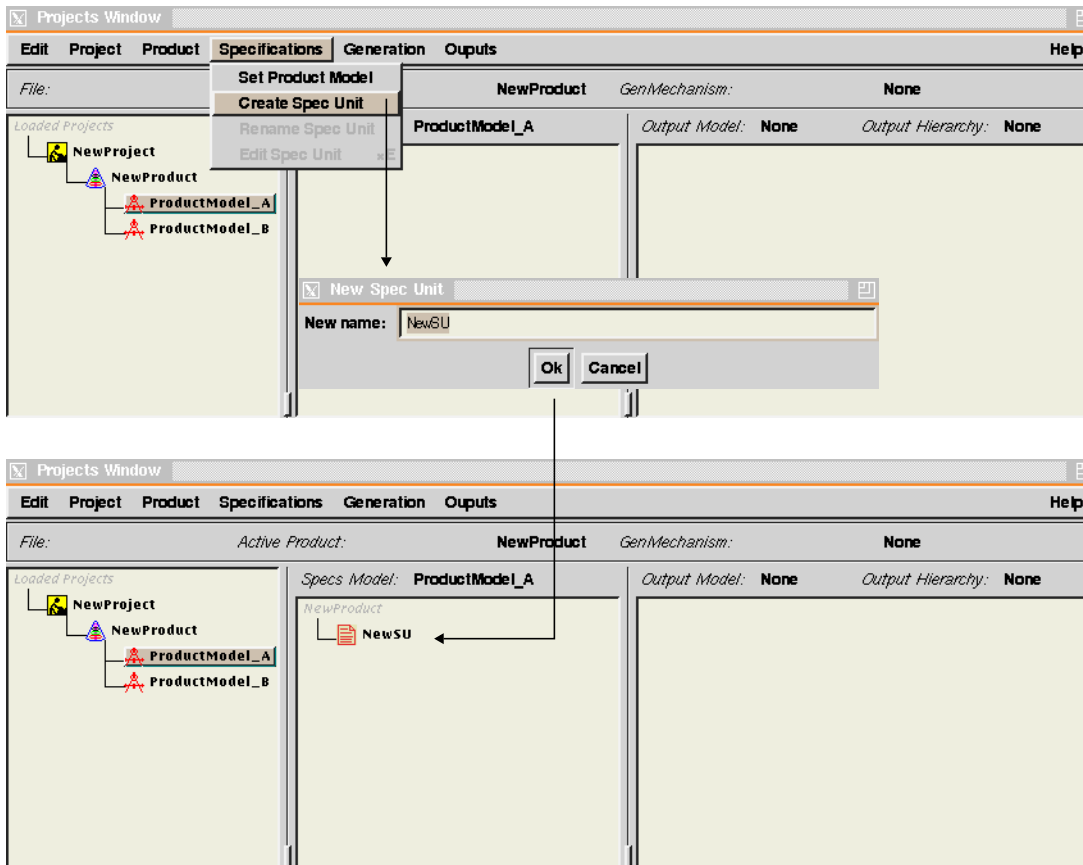 Projects Window
Edit Project Product Specifications Generation Ouputs Help
Set Product Model
Create Spec Unit
Rename Spec Unit
Edit Spec Unit ×E
File: NewProduct GenMechanism: None
Loaded Projects
NewProject
NewProduct
ProductModel_A
ProductModel_B
ProductModel_A
Output Model: None Output Hierarchy: None
New Spec Unit
New name: NewSU
Ok Cancel
Projects Window
Edit Project Product Specifications Generation Ouputs Help
File: Active Product: NewProduct GenMechanism: None
Loaded Projects
NewProject
NewProduct
ProductModel_A
ProductModel_B
Specs Model: ProductModel_A
NewProduct
NewSU
Output Model: None Output Hierarchy: None